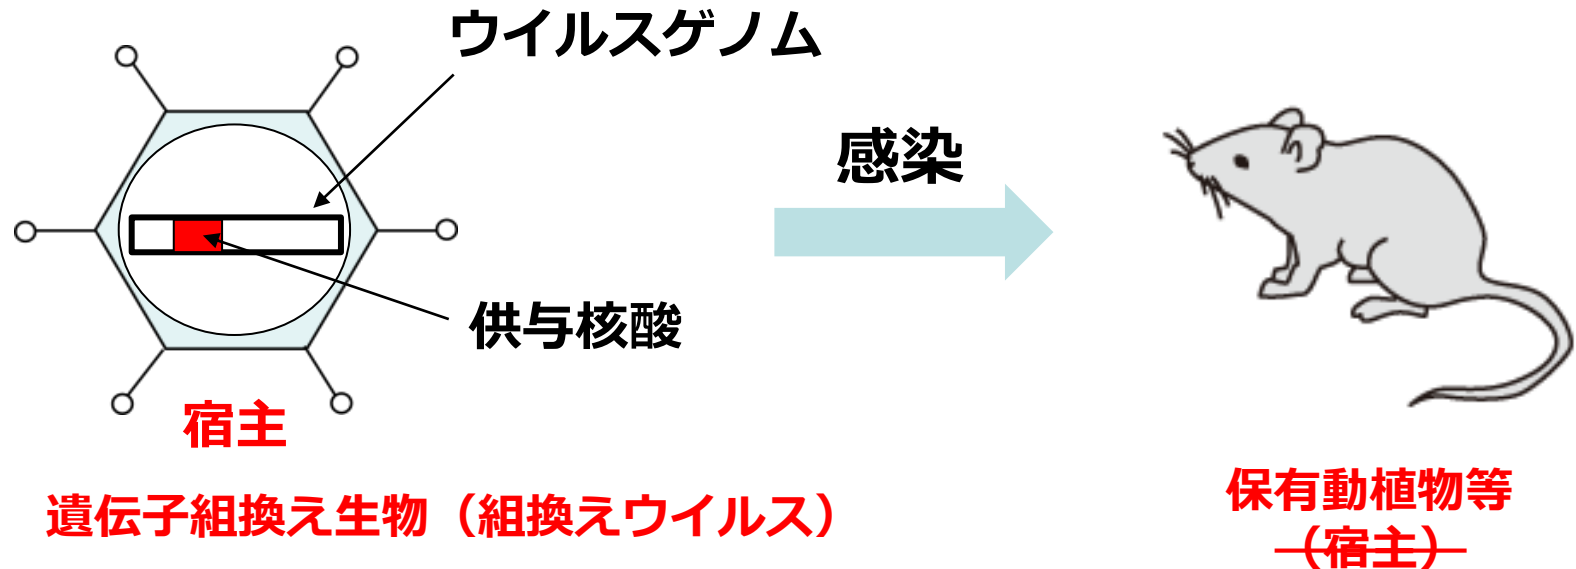 ウイルスゲノム
感染
供与核酸
宿主
遺伝子組換え生物（組換えウイルス）
保有動植物等
（宿主）